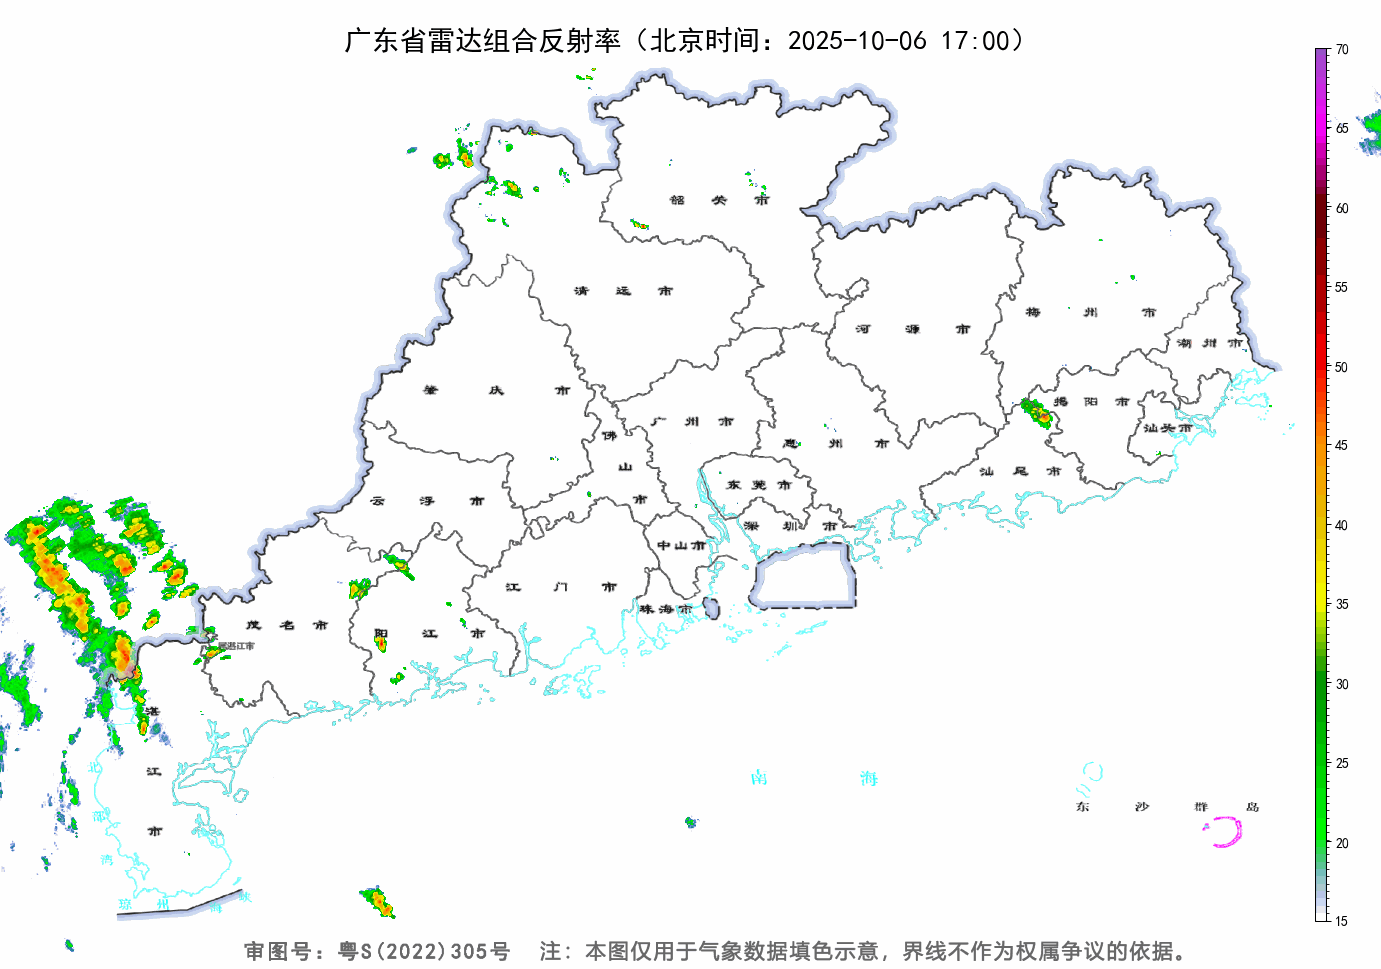 广东省雷达组合反射率（北京时间：2025-10-06 17:00）
70
65
60
55
50
45
40
35
30
25
20
15
韶关市
清远市
河源市
梅州市
潮州市
肇庆市
广州市
揭阳市
汕头市
佛山市
惠州市
汕尾市
云浮市
东莞市
深圳市
中山市
江门市
珠海市
茂名市
阳江市
湛江市
湛江市
北部湾
琼州海峡
南海
东沙群岛
审图号：粤S(2022)305号 注：本图仅用于气象数据填色示意，界线不作为权属争议的依据。